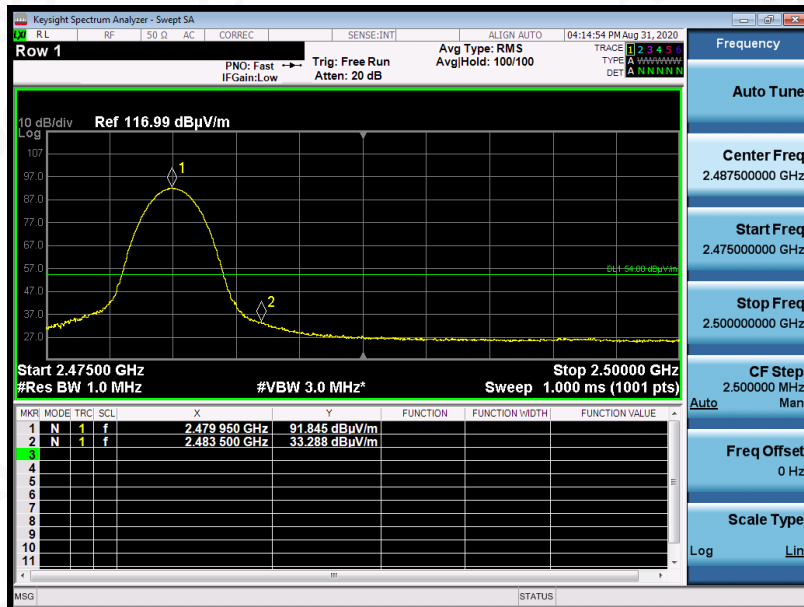 Keysight Spectrum Analyzer - Swept SA
LXI RL RF 50 Ω AC CORREC SENSE:INT ALIGN AUTO 04:14:54 PM Aug 31, 2020
Row 1
PNO: Fast
IFGain:Low
Trig: Free Run
Atten: 20 dB
Avg Type: RMS
Avg|Hold: 100/100
TRACE 1 2 3 4 5 6
TYPE A WWWWW
DET A N N N N N
Frequency
Auto Tune
Center Freq
2.487500000 GHz
Start Freq
2.475000000 GHz
Stop Freq
2.500000000 GHz
CF Step
2.500000 MHz
Auto Man
Freq Offset
0 Hz
Scale Type
Log Lin
10 dB/div Ref 116.99 dBµV/m
Log
107
97.0
87.0
77.0
67.0
57.0
47.0
37.0
27.0
1
2
DL1 54.00 dBµV/m
Start 2.47500 GHz Stop 2.50000 GHz
#Res BW 1.0 MHz #VBW 3.0 MHz* Sweep 1.000 ms (1001 pts)
MKR MODE TRC SCL X Y FUNCTION FUNCTION WIDTH FUNCTION VALUE
1 N 1 f 2.479 950 GHz 91.845 dBµV/m
2 N 1 f 2.483 500 GHz 33.288 dBµV/m
3
4
5
6
7
8
9
10
11
MSG STATUS